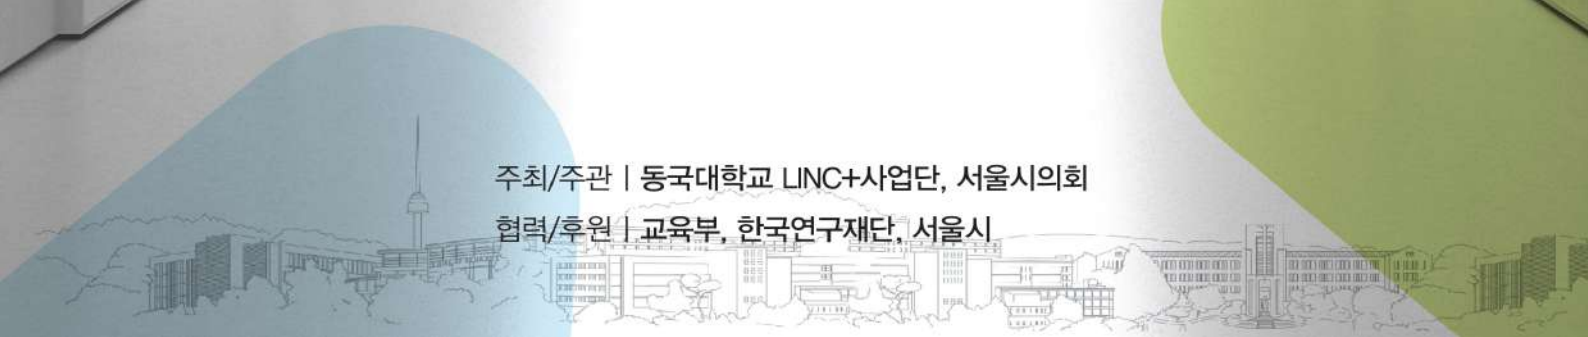 주최/주관 | 동국대학교 LINC+사업단, 서울시의회
협력/후원 | 교육부, 한국연구재단, 서울시